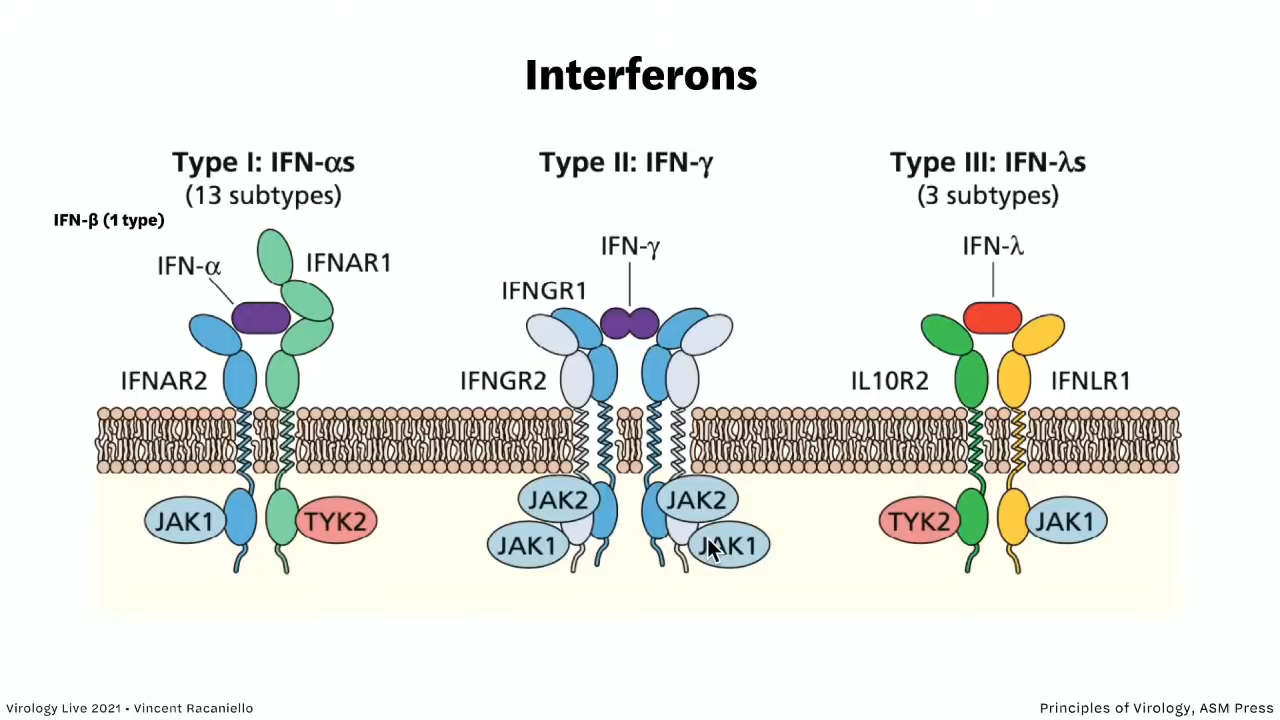 Interferons
Type I: IFN-αs
(13 subtypes)
IFN-β (1 type)
IFN-α
IFNAR1
IFNAR2
JAK1
TYK2
Type II: IFN-γ
IFN-γ
IFNGR1
IFNGR2
JAK2
JAK2
JAK1
JAK1
Type III: IFN-λs
(3 subtypes)
IFN-λ
IL10R2
IFNLR1
TYK2
JAK1
Virology Live 2021 • Vincent Racaniello
Principles of Virology, ASM Press